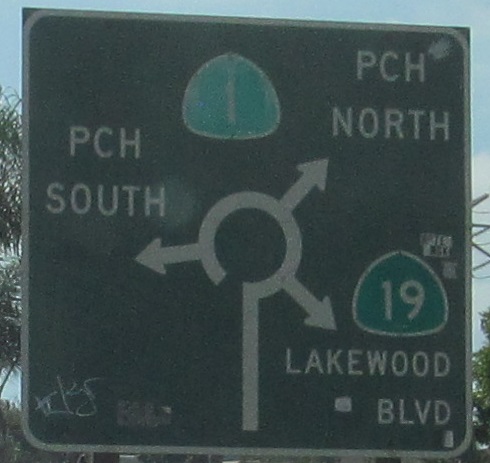 1
PCH
NORTH
PCH
SOUTH
19
LAKEWOOD
BLVD